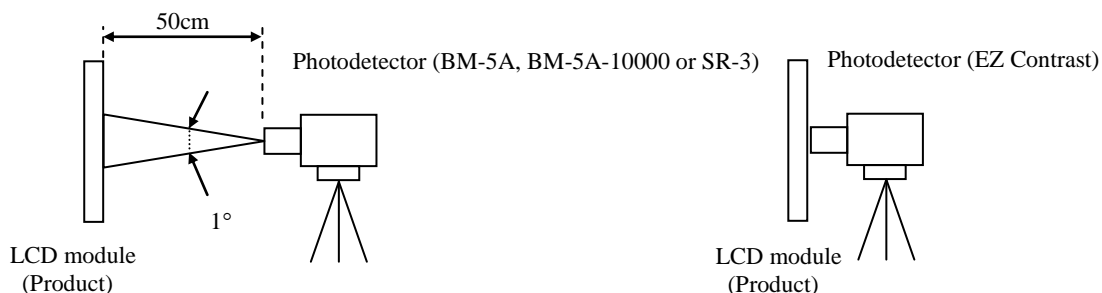 50cm
Photodetector (BM-5A, BM-5A-10000 or SR-3)
1°
LCD module
(Product)
Photodetector (EZ Contrast)
LCD module
(Product)